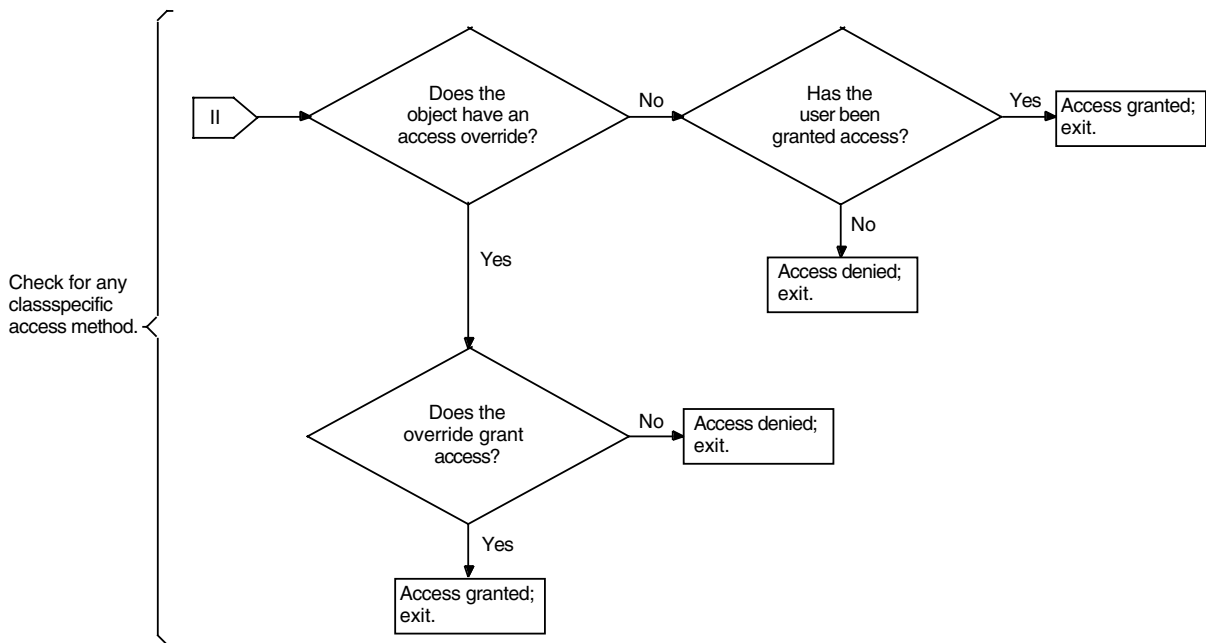 II
Does the
object have an
access override?
No
Has the
user been
granted access?
Yes
Access granted;
exit.
No
Access denied;
exit.
Yes
Check for any
classspecific
access method.
Does the
override grant
access?
No
Access denied;
exit.
Yes
Access granted;
exit.